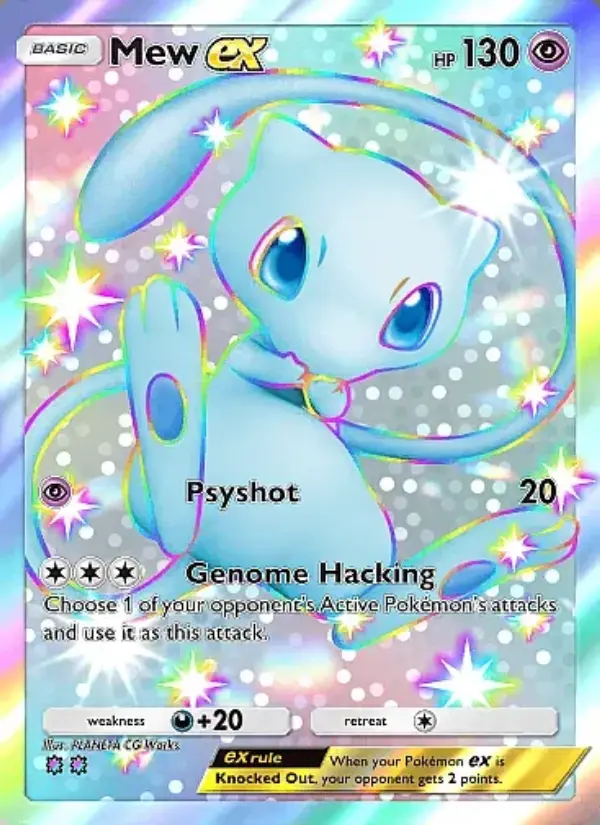 BASIC Mew ex HP 130
Psyshot 20
Genome Hacking
Choose 1 of your opponent's Active Pokémon's attacks
and use it as this attack.
weakness +20 retreat
Illus. PLANETA CG Works
ex rule When your Pokémon ex is
Knocked Out, your opponent gets 2 points.